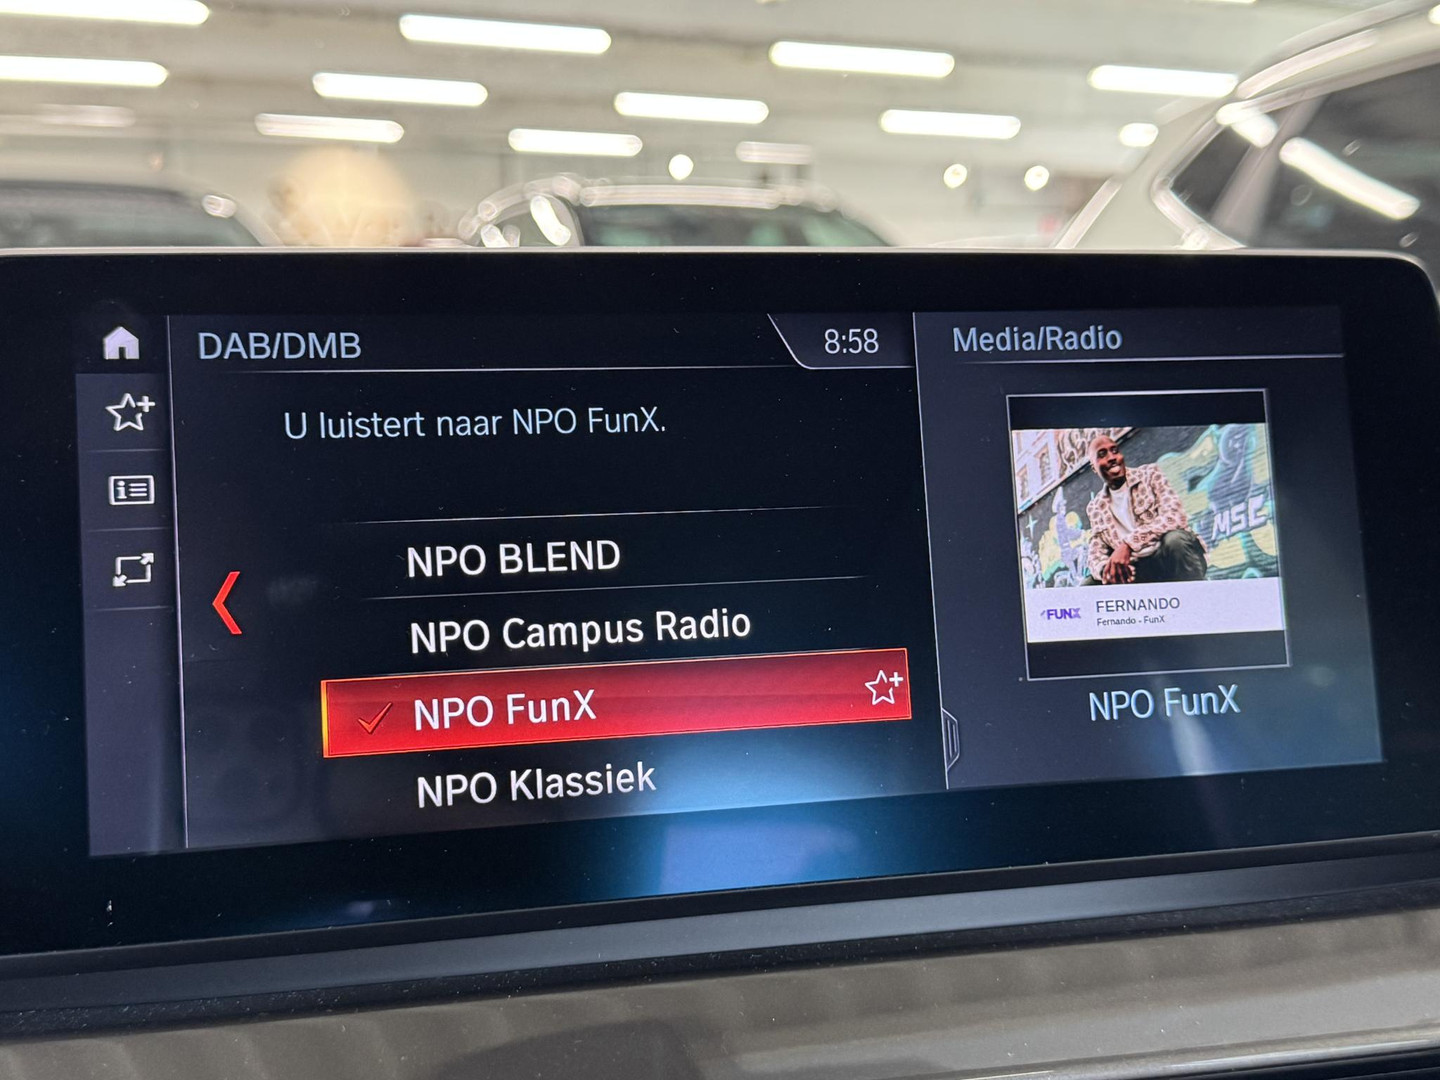 DAB/DMB
8:58
Media/Radio
U luistert naar NPO FunX.
NPO BLEND
NPO Campus Radio
NPO FunX
NPO Klassiek
MSC
FUNX
FERNANDO
Fernando - FunX
NPO FunX